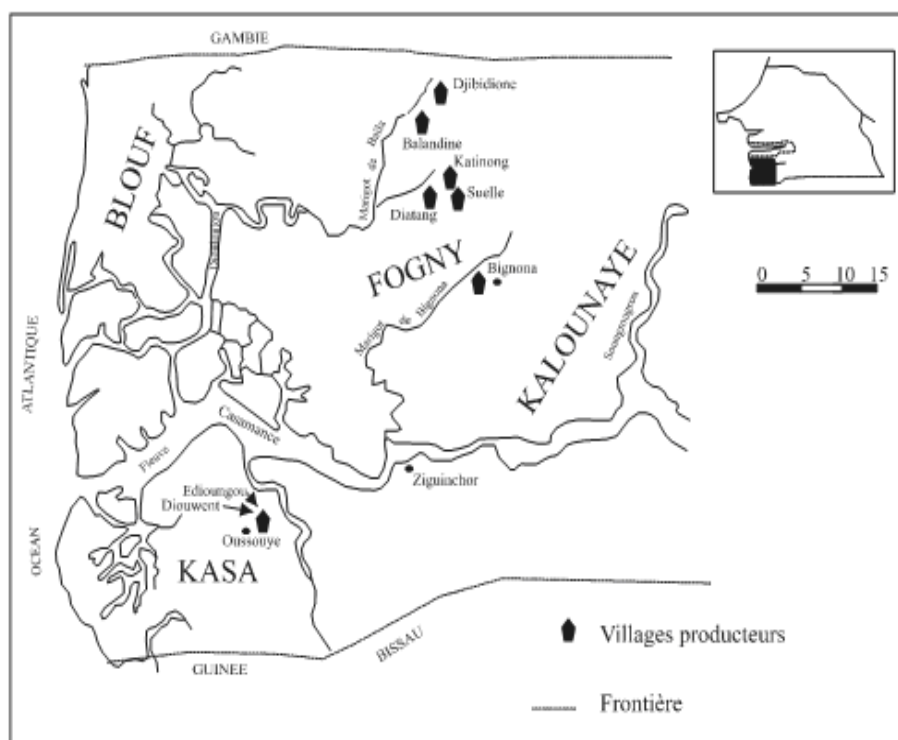 GAMBIE
Djibidione
Balandine
Marigot de Baïla
Katinong
Suelle
Diatang
BLOUF
FOGNY
Bignona
Marigot de Bignona
KALOUNAYE
Soungrougrou
0 5 10 15
ATLANTIQUE
OCEAN
Fleuve
Casamance
Ziguinchor
Edioungou
Diouwent
Oussouye
KASA
BISSAU
GUINEE
Villages producteurs
Frontière